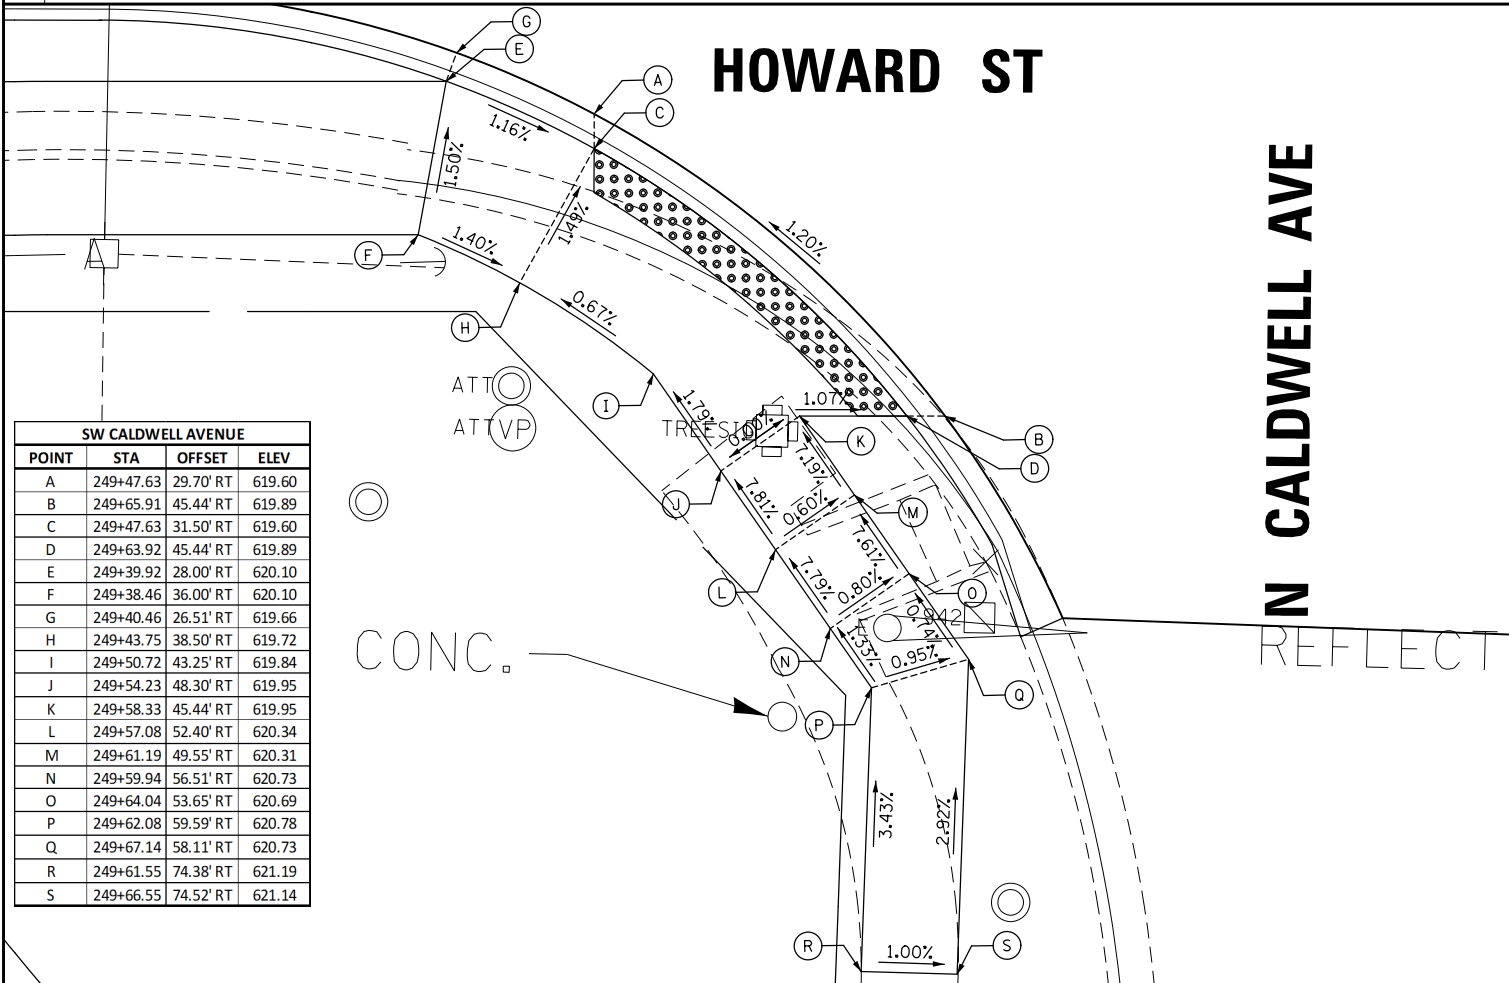 HOWARD ST
N CALDWELL AVE
G
E
A
C
1.16%
1.50%
1.49%
1.20%
F
1.40%
H
0.67%
ATT
ATTVP
I
1.79%
1.07%
TREES
K
B
D
J
7.19%
7.81%
0.60%
M
7.61%
7.79%
0.80%
L
O
0.74%
942
1.33%
0.95%
N
Q
P
CONC.
REFLECT
3.43%
2.92%
R
1.00%
S
SW CALDWELL AVENUE
POINT STA OFFSET ELEV
A 249+47.63 29.70' RT 619.60
B 249+65.91 45.44' RT 619.89
C 249+47.63 31.50' RT 619.60
D 249+63.92 45.44' RT 619.89
E 249+39.92 28.00' RT 620.10
F 249+38.46 36.00' RT 620.10
G 249+40.46 26.51' RT 619.66
H 249+43.75 38.50' RT 619.72
I 249+50.72 43.25' RT 619.84
J 249+54.23 48.30' RT 619.95
K 249+58.33 45.44' RT 619.95
L 249+57.08 52.40' RT 620.34
M 249+61.19 49.55' RT 620.31
N 249+59.94 56.51' RT 620.73
O 249+64.04 53.65' RT 620.69
P 249+62.08 59.59' RT 620.78
Q 249+67.14 58.11' RT 620.73
R 249+61.55 74.38' RT 621.19
S 249+66.55 74.52' RT 621.14